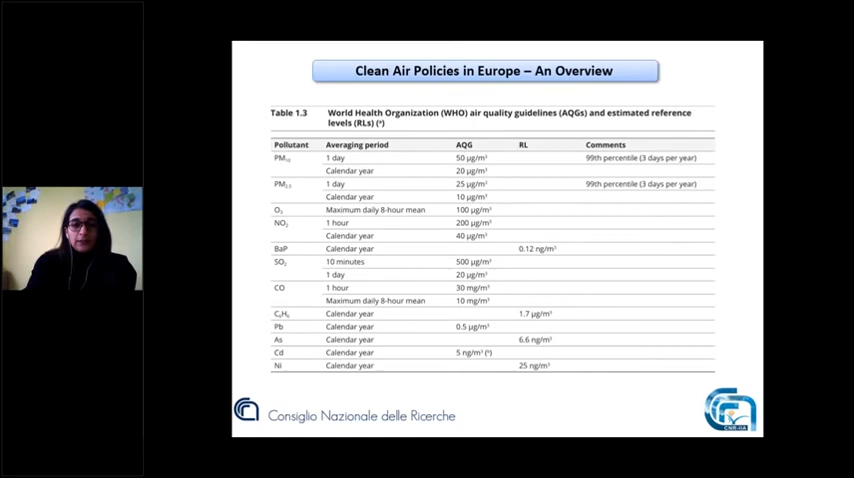 Clean Air Policies in Europe – An Overview
Table 1.3 World Health Organization (WHO) air quality guidelines (AQGs) and estimated reference
levels (RLs) (ᵃ)
Pollutant Averaging period AQG RL Comments
PM₁₀ 1 day 50 µg/m³ 99th percentile (3 days per year)
Calendar year 20 µg/m³
PM₂.₅ 1 day 25 µg/m³ 99th percentile (3 days per year)
Calendar year 10 µg/m³
O₃ Maximum daily 8-hour mean 100 µg/m³
NO₂ 1 hour 200 µg/m³
Calendar year 40 µg/m³
BaP Calendar year 0.12 ng/m³
SO₂ 10 minutes 500 µg/m³
1 day 20 µg/m³
CO 1 hour 30 mg/m³
Maximum daily 8-hour mean 10 mg/m³
C₆H₆ Calendar year 1.7 µg/m³
Pb Calendar year 0.5 µg/m³
As Calendar year 6.6 ng/m³
Cd Calendar year 5 ng/m³ (ᵇ)
Ni Calendar year 25 ng/m³
Consiglio Nazionale delle Ricerche
CNR-IIA